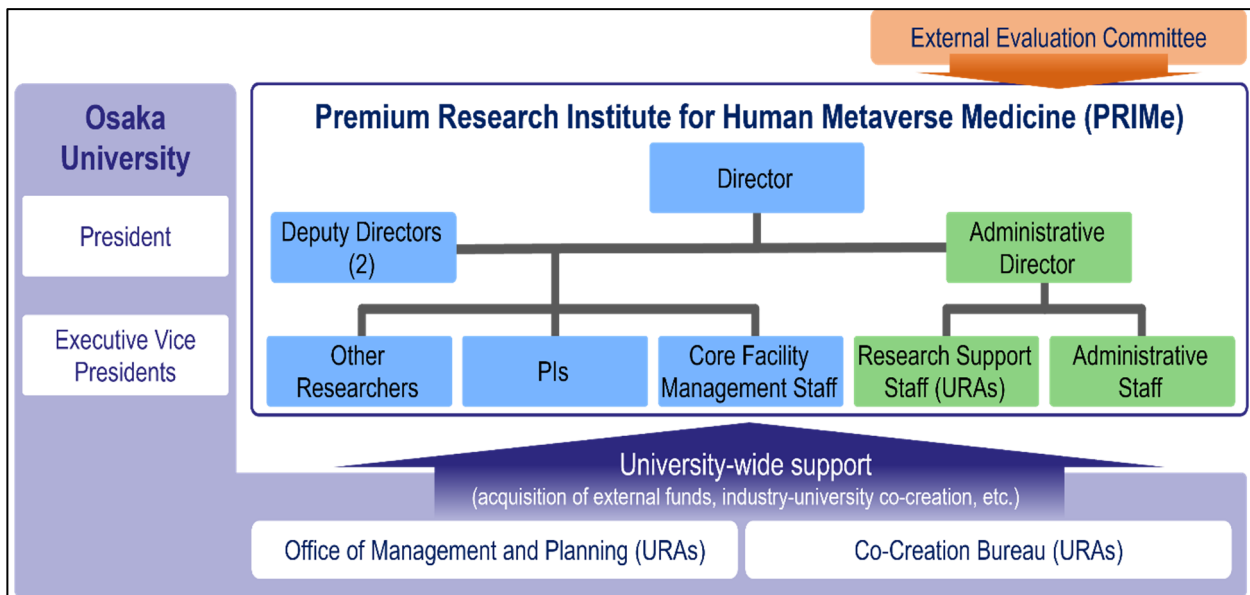 External Evaluation Committee
Osaka
University
President
Executive Vice
Presidents
Premium Research Institute for Human Metaverse Medicine (PRIMe)
Director
Deputy Directors
(2)
Administrative
Director
Other
Researchers
PIs
Core Facility
Management Staff
Research Support
Staff (URAs)
Administrative
Staff
University-wide support
(acquisition of external funds, industry-university co-creation, etc.)
Office of Management and Planning (URAs)
Co-Creation Bureau (URAs)